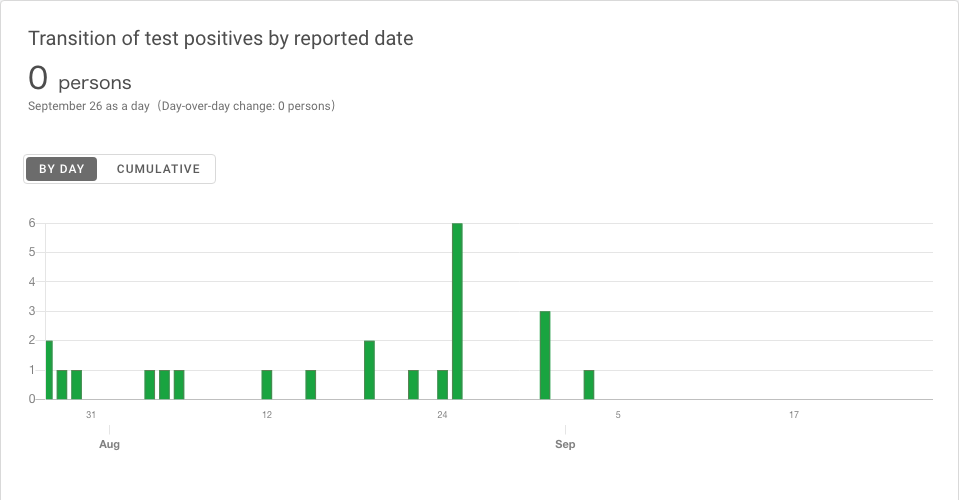 Transition of test positives by reported date
0 persons
September 26 as a day（Day-over-day change: 0 persons）
BY DAY CUMULATIVE
6
5
4
3
2
1
0
31 12 24 5 17
Aug Sep